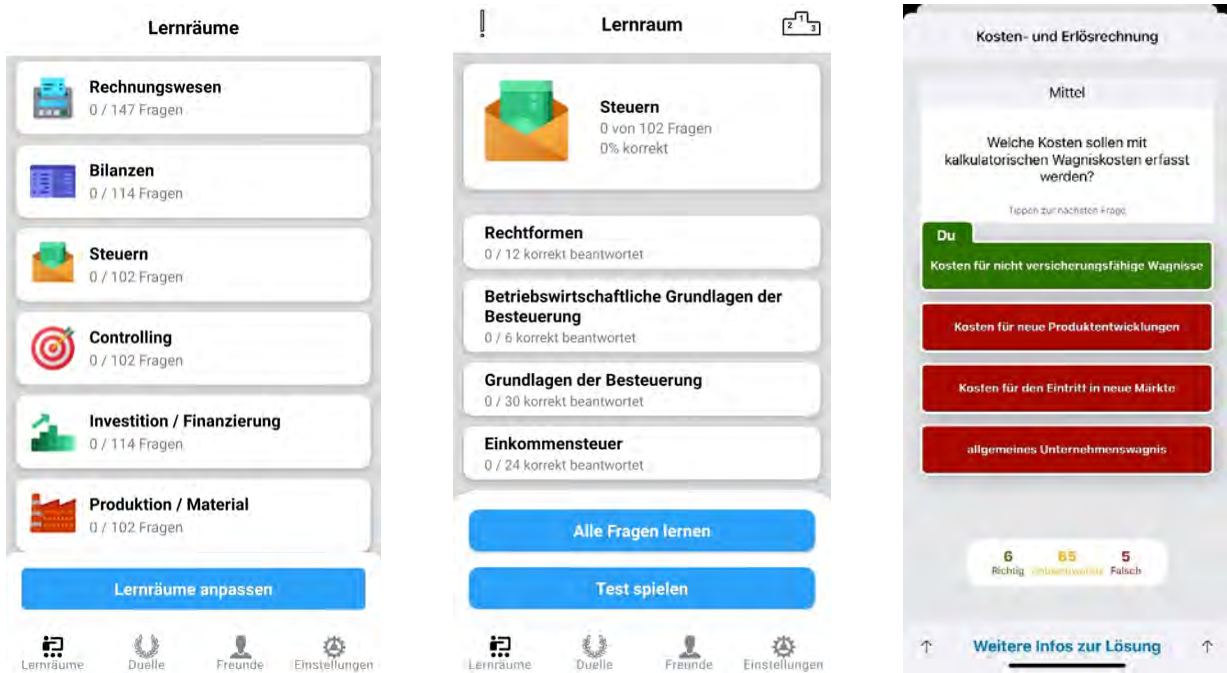 Lernräume
Rechnungswesen
0 / 147 Fragen
Bilanzen
0 / 114 Fragen
Steuern
0 / 102 Fragen
Controlling
0 / 102 Fragen
Investition / Finanzierung
0 / 114 Fragen
Produktion / Material
0 / 102 Fragen
Lernräume anpassen
Lernräume Duelle Freunde Einstellungen
Lernraum
2 1 3
Steuern
0 von 102 Fragen
0% korrekt
Rechtformen
0 / 12 korrekt beantwortet
Betriebswirtschaftliche Grundlagen der
Besteuerung
0 / 6 korrekt beantwortet
Grundlagen der Besteuerung
0 / 30 korrekt beantwortet
Einkommensteuer
0 / 24 korrekt beantwortet
Alle Fragen lernen
Test spielen
Lernräume Duelle Freunde Einstellungen
Kosten- und Erlösrechnung
Mittel
Welche Kosten sollen mit
kalkulatorischen Wagniskosten erfasst
werden?
Tippen zur nächsten Frage
Du
Kosten für nicht versicherungsfähige Wagnisse
Kosten für neue Produktentwicklungen
Kosten für den Eintritt in neue Märkte
allgemeines Unternehmenswagnis
6 65 5
Richtig Falsch
Weitere Infos zur Lösung